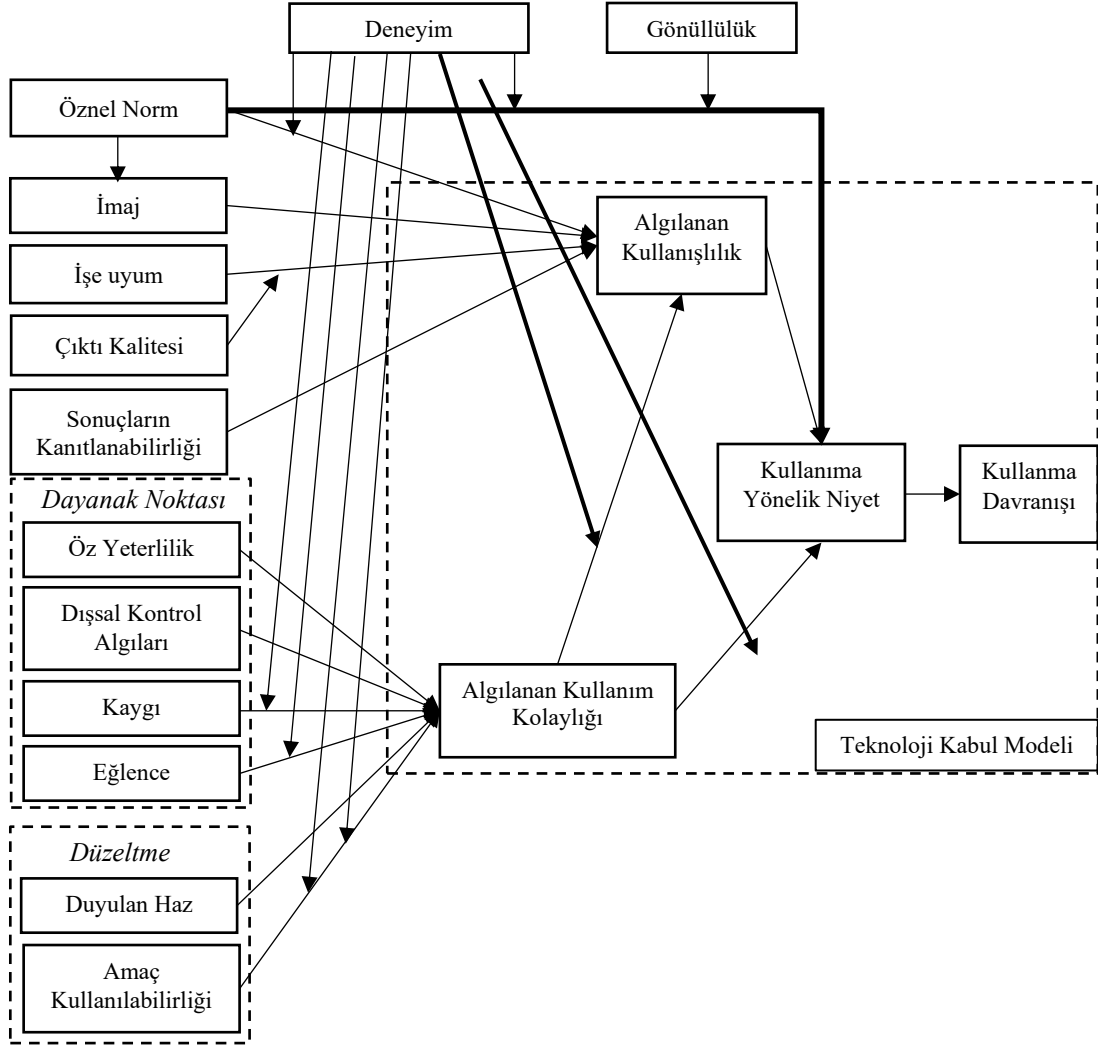 Deneyim
Gönüllülük
Öznel Norm
İmaj
İşe uyum
Çıktı Kalitesi
Sonuçların
Kanıtlanabilirliği
Dayanak Noktası
Öz Yeterlilik
Dışsal Kontrol
Algıları
Kaygı
Eğlence
Düzeltme
Duyulan Haz
Amaç
Kullanılabilirliği
Algılanan
Kullanışlılık
Algılanan Kullanım
Kolaylığı
Kullanıma
Yönelik Niyet
Kullanma
Davranışı
Teknoloji Kabul Modeli